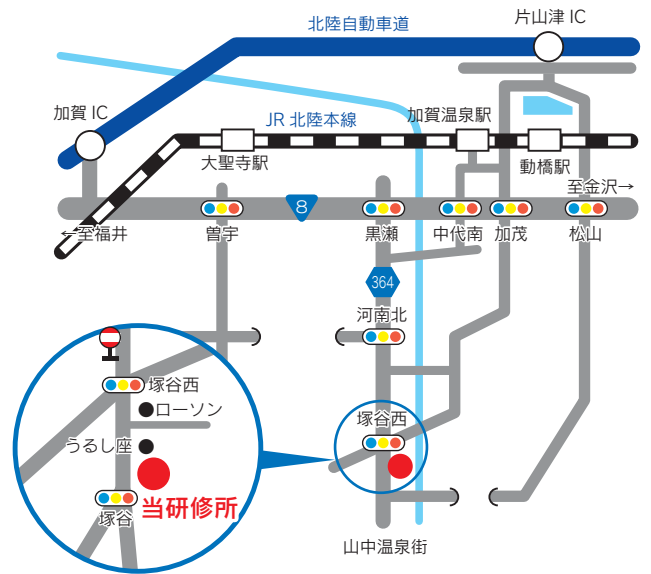 片山津 IC
北陸自動車道
加賀 IC
JR 北陸本線
加賀温泉駅
大聖寺駅
動橋駅
至金沢→
8
←至福井
曽宇
黒瀬
中代南
加茂
松山
364
河南北
塚谷西
ローソン
塚谷西
うるし座
当研修所
塚谷
山中温泉街